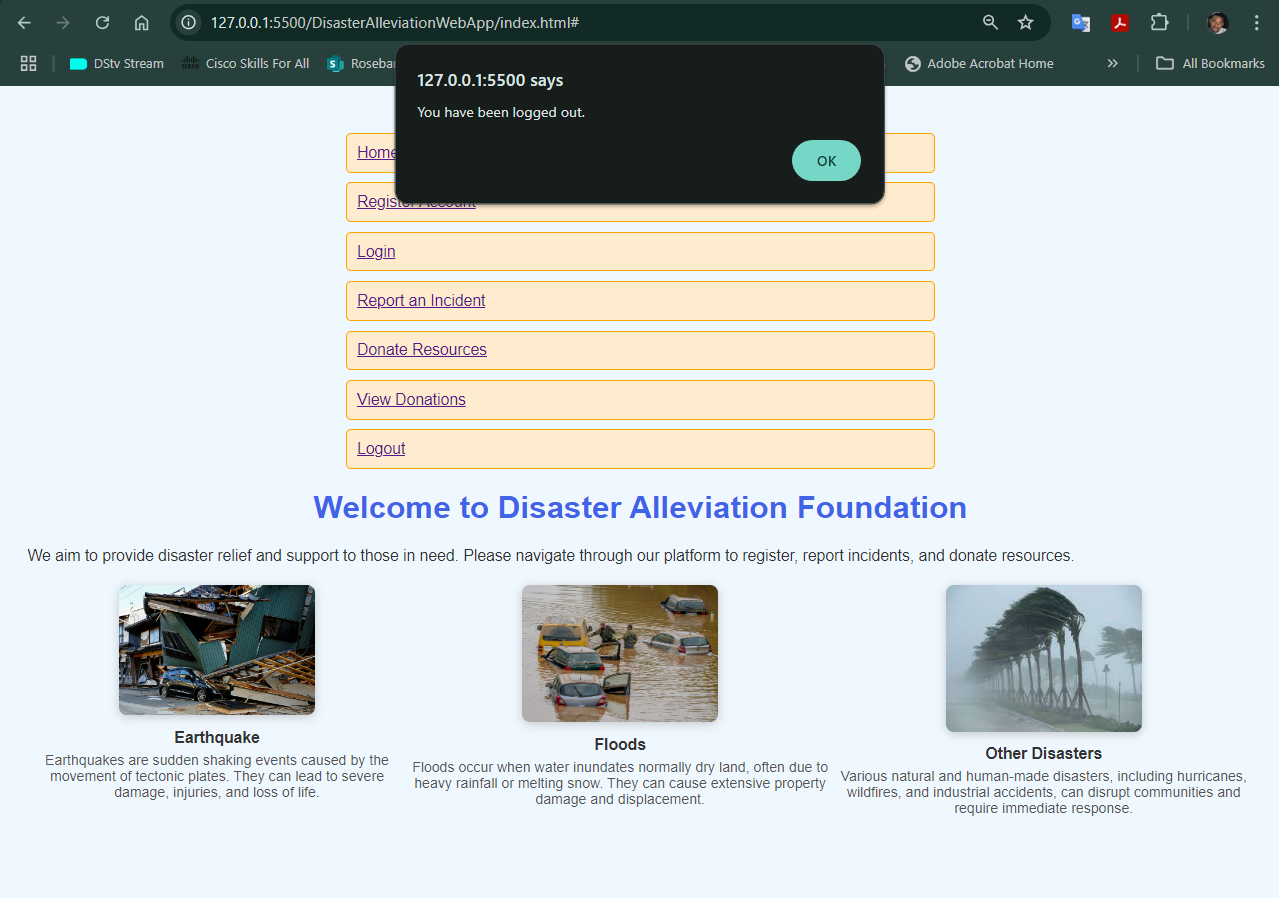 127.0.0.1:5500/DisasterAlleviationWebApp/index.html#
DStv Stream
Cisco Skills For All
Adobe Acrobat Home
All Bookmarks
127.0.0.1:5500 says
You have been logged out.
OK
Home
Register Account
Login
Report an Incident
Donate Resources
View Donations
Logout
Welcome to Disaster Alleviation Foundation
We aim to provide disaster relief and support to those in need. Please navigate through our platform to register, report incidents, and donate resources.
Earthquake
Earthquakes are sudden shaking events caused by the
movement of tectonic plates. They can lead to severe
damage, injuries, and loss of life.
Floods
Floods occur when water inundates normally dry land, often due to
heavy rainfall or melting snow. They can cause extensive property
damage and displacement.
Other Disasters
Various natural and human-made disasters, including hurricanes,
wildfires, and industrial accidents, can disrupt communities and
require immediate response.